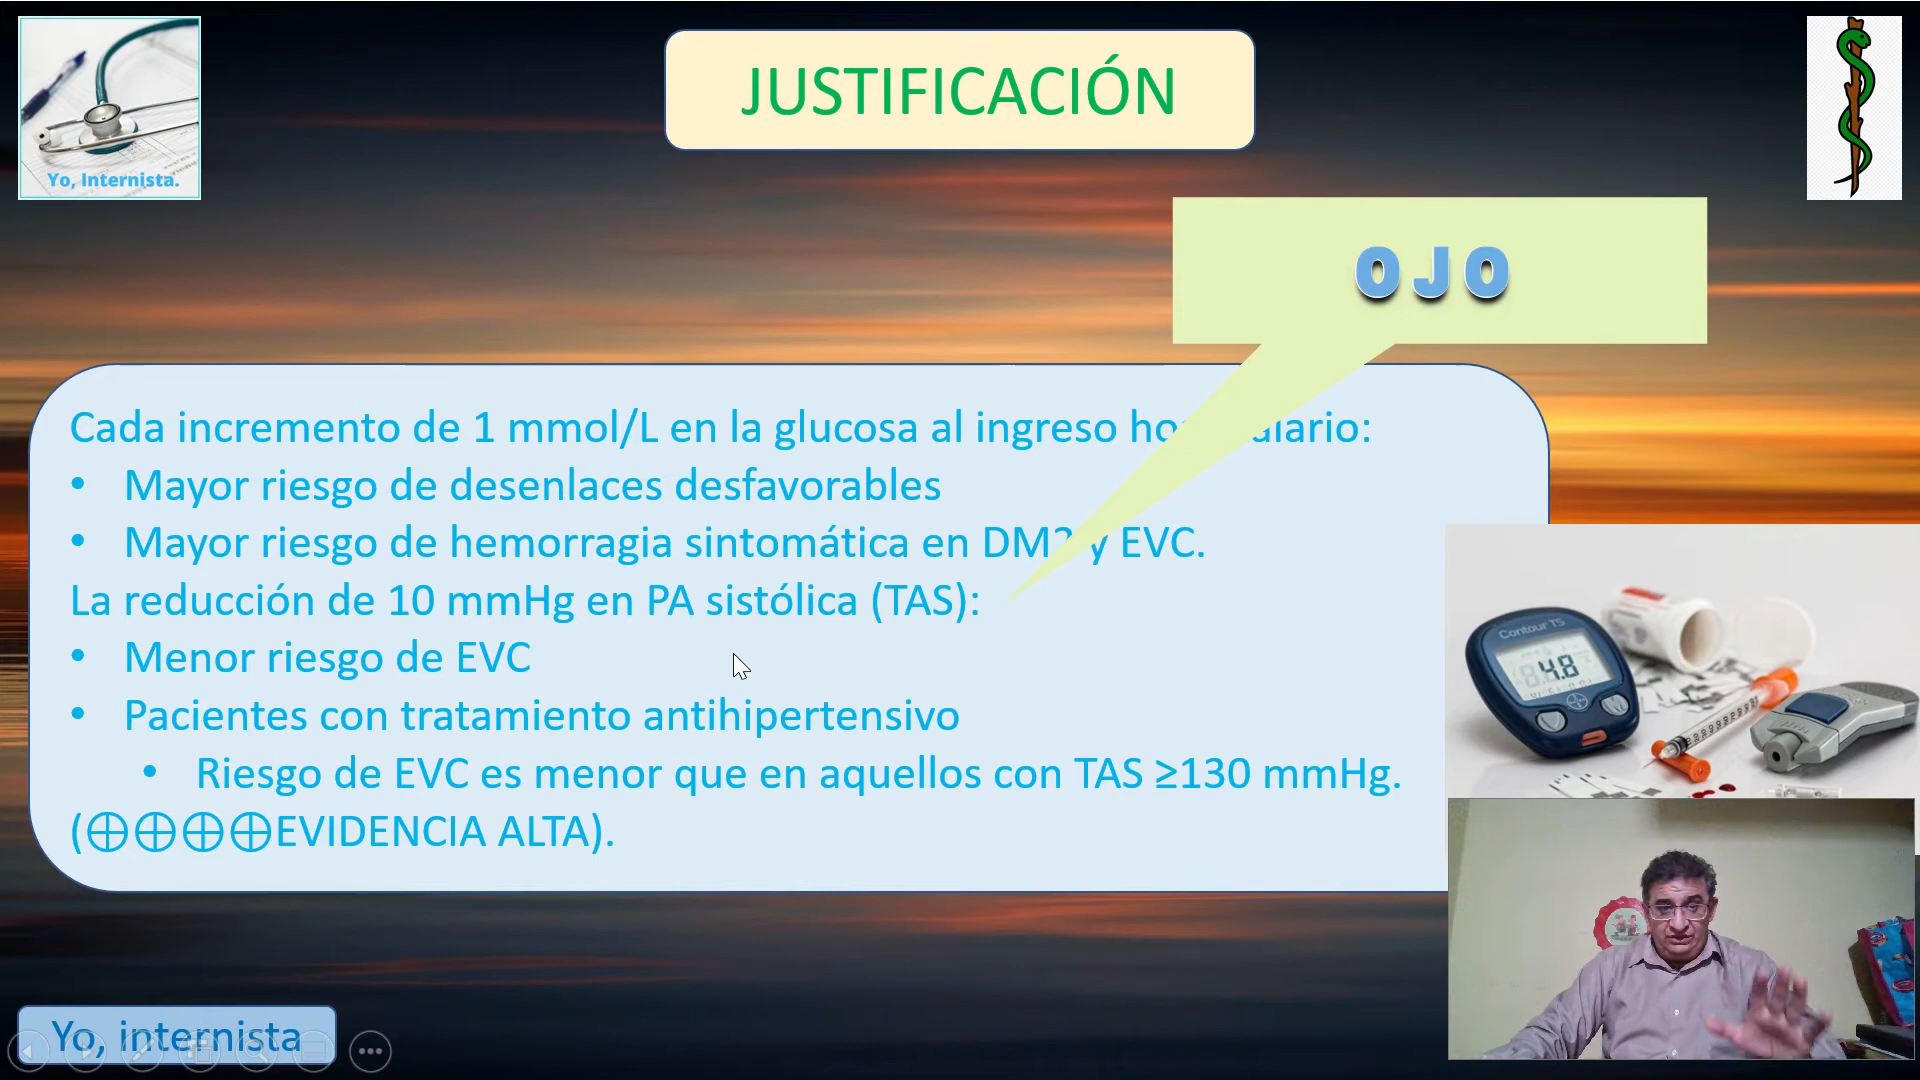 JUSTIFICACIÓN
Yo, Internista.
OJO
Cada incremento de 1 mmol/L en la glucosa al ingreso
• Mayor riesgo de desenlaces desfavorables
• Mayor riesgo de hemorragia sintomática en DM2 y EVC.
La reducción de 10 mmHg en PA sistólica (TAS):
• Menor riesgo de EVC
• Pacientes con tratamiento antihipertensivo
• Riesgo de EVC es menor que en aquellos con TAS ≥130 mmHg.
(⊕⊕⊕⊕EVIDENCIA ALTA).
Contour TS
4.8
Yo, internista